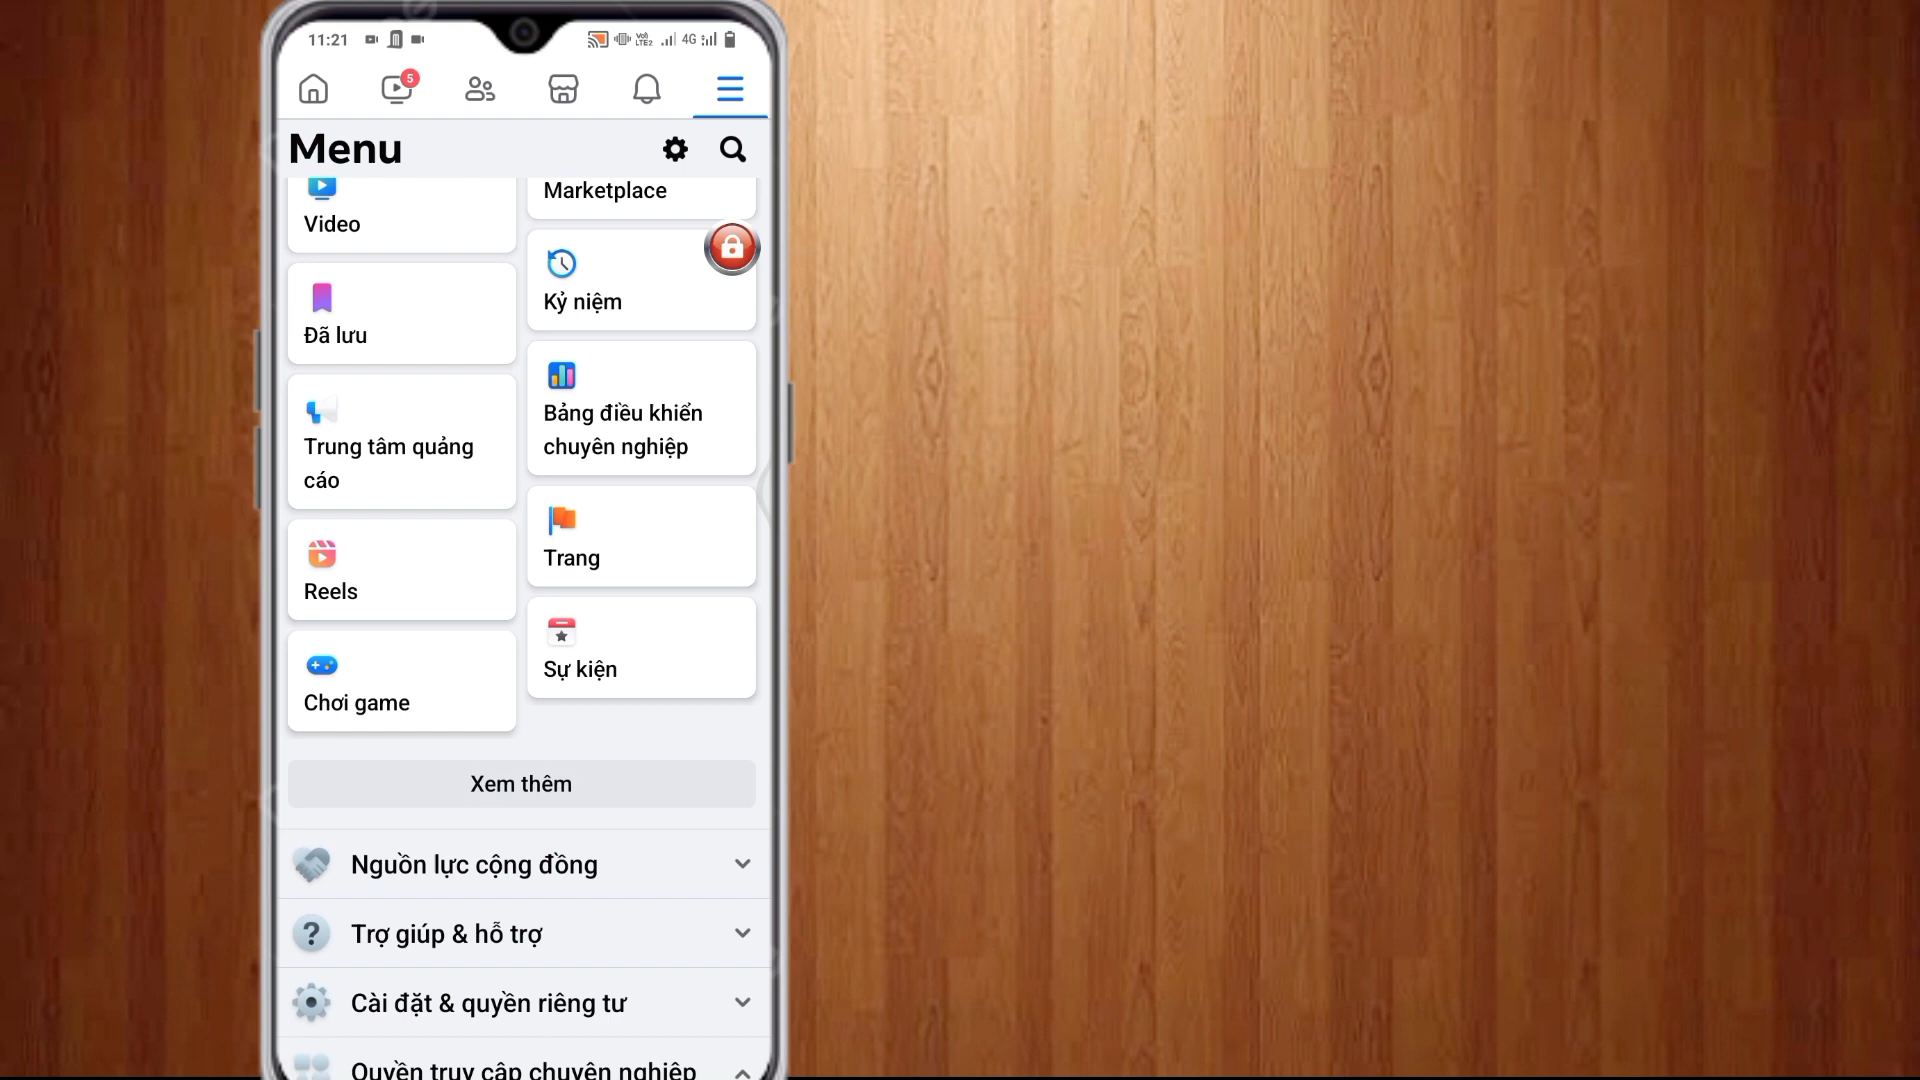 11:21
VoI
LTE2
4G
5
Menu
Video
Marketplace
Đã lưu
Kỷ niệm
Trung tâm quảng
cáo
Bảng điều khiển
chuyên nghiệp
Reels
Trang
Chơi game
Sự kiện
Xem thêm
Nguồn lực cộng đồng
Trợ giúp & hỗ trợ
Cài đặt & quyền riêng tư
Quyền truy cập chuyên nghiệp